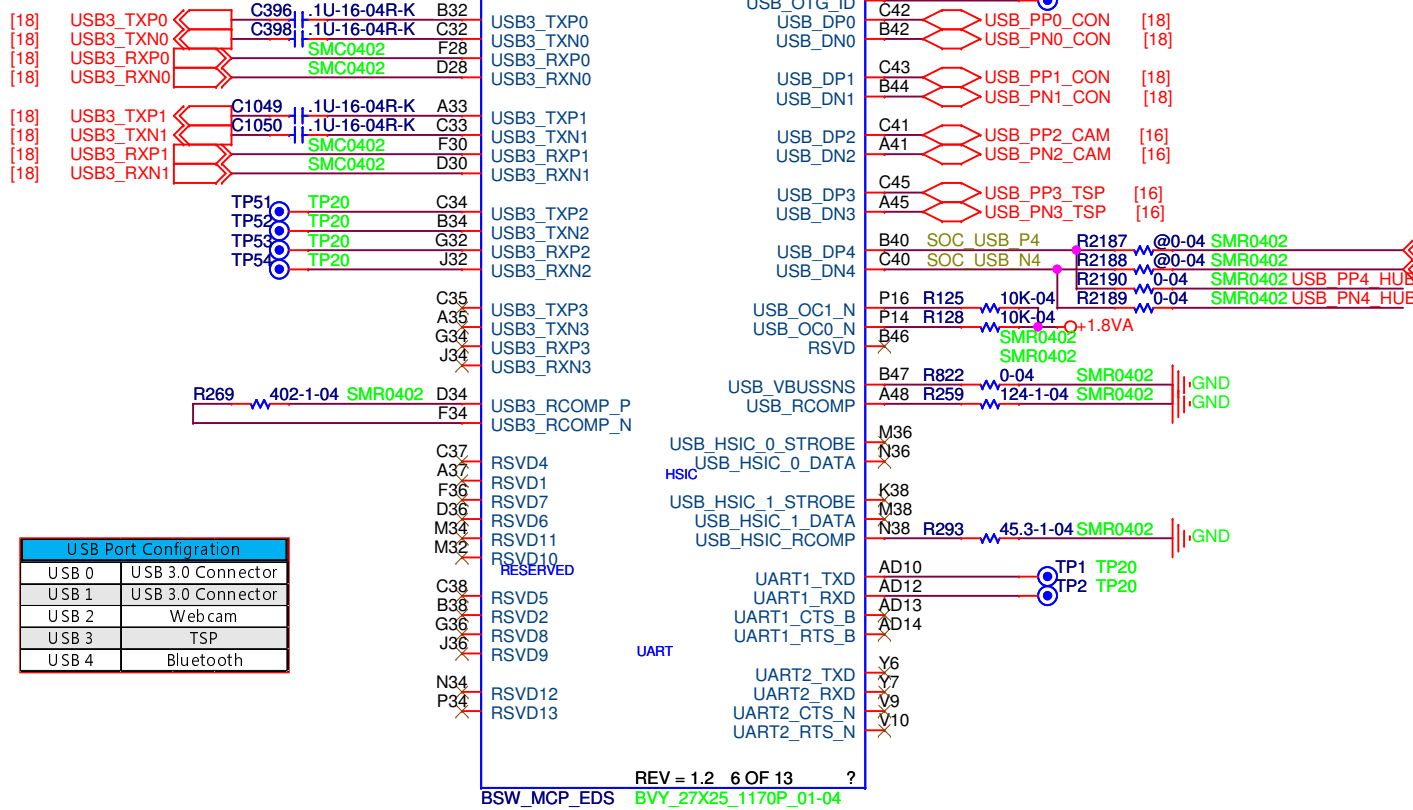 USB_OTG_ID
[18] USB3_TXP0 C396 .1U-16-04R-K B32 USB3_TXP0
[18] USB3_TXN0 C398 .1U-16-04R-K C32 USB3_TXN0
[18] USB3_RXP0 SMC0402 F28 USB3_RXP0
[18] USB3_RXN0 SMC0402 D28 USB3_RXN0
[18] USB3_TXP1 C1049 .1U-16-04R-K A33 USB3_TXP1
[18] USB3_TXN1 C1050 .1U-16-04R-K C33 USB3_TXN1
[18] USB3_RXP1 SMC0402 F30 USB3_RXP1
[18] USB3_RXN1 SMC0402 D30 USB3_RXN1
TP51 TP20 C34 USB3_TXP2
TP52 TP20 B34 USB3_TXN2
TP53 TP20 G32 USB3_RXP2
TP54 TP20 J32 USB3_RXN2
C35 USB3_TXP3
A35 USB3_TXN3
G34 USB3_RXP3
J34 USB3_RXN3
R269 402-1-04 SMR0402 D34 USB3_RCOMP_P
F34 USB3_RCOMP_N
C37 RSVD4
A37 RSVD1
F36 RSVD7
D36 RSVD6
M34 RSVD11
M32 RSVD10
RESERVED
C38 RSVD5
B38 RSVD2
G36 RSVD8
J36 RSVD9
N34 RSVD12
P34 RSVD13
USB_DP0 C42 USB_PP0_CON [18]
USB_DN0 B42 USB_PN0_CON [18]
USB_DP1 C43 USB_PP1_CON [18]
USB_DN1 B44 USB_PN1_CON [18]
USB_DP2 C41 USB_PP2_CAM [16]
USB_DN2 A41 USB_PN2_CAM [16]
USB_DP3 C45 USB_PP3_TSP [16]
USB_DN3 A45 USB_PN3_TSP [16]
USB_DP4 B40 SOC_USB_P4 R2187 @0-04 SMR0402
USB_DN4 C40 SOC_USB_N4 R2188 @0-04 SMR0402
R2190 0-04 SMR0402 USB_PP4_HUB
R2189 0-04 SMR0402 USB_PN4_HUB
USB_OC1_N P16 R125 10K-04
USB_OC0_N P14 R128 10K-04 +1.8VA
RSVD B46 SMR0402
SMR0402
USB_VBUSSNS B47 R822 0-04 SMR0402 GND
USB_RCOMP A48 R259 124-1-04 SMR0402 GND
USB_HSIC_0_STROBE M36
USB_HSIC_0_DATA N36
HSIC
USB_HSIC_1_STROBE K38
USB_HSIC_1_DATA M38
USB_HSIC_RCOMP N38 R293 45.3-1-04 SMR0402 GND
UART1_TXD AD10 TP1 TP20
UART1_RXD AD12 TP2 TP20
UART1_CTS_B AD13
UART1_RTS_B AD14
UART
UART2_TXD Y6
UART2_RXD Y7
UART2_CTS_N V9
UART2_RTS_N V10
USB Port Configration
USB 0 USB 3.0 Connector
USB 1 USB 3.0 Connector
USB 2 Webcam
USB 3 TSP
USB 4 Bluetooth
REV = 1.2 6 OF 13 ?
BSW_MCP_EDS BVY_27X25_1170P_01-04